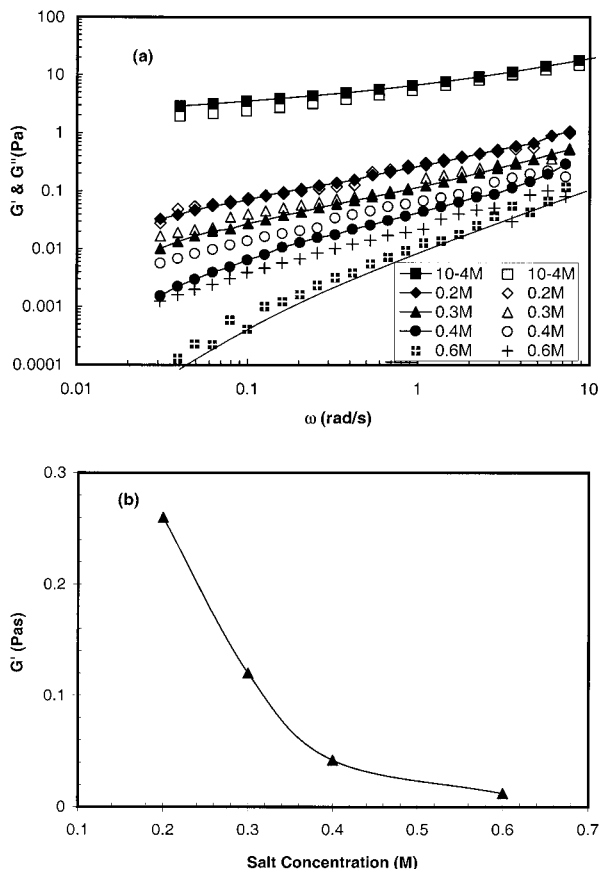 (a)
G' & G"(Pa)
100
10
1
0.1
0.01
0.001
0.0001
0.01
0.1
1
10
ω (rad/s)
10-4M 10-4M
0.2M 0.2M
0.3M 0.3M
0.4M 0.4M
0.6M 0.6M
(b)
G' (Pas)
0.3
0.2
0.1
0
0.1
0.2
0.3
0.4
0.5
0.6
0.7
Salt Concentration (M)